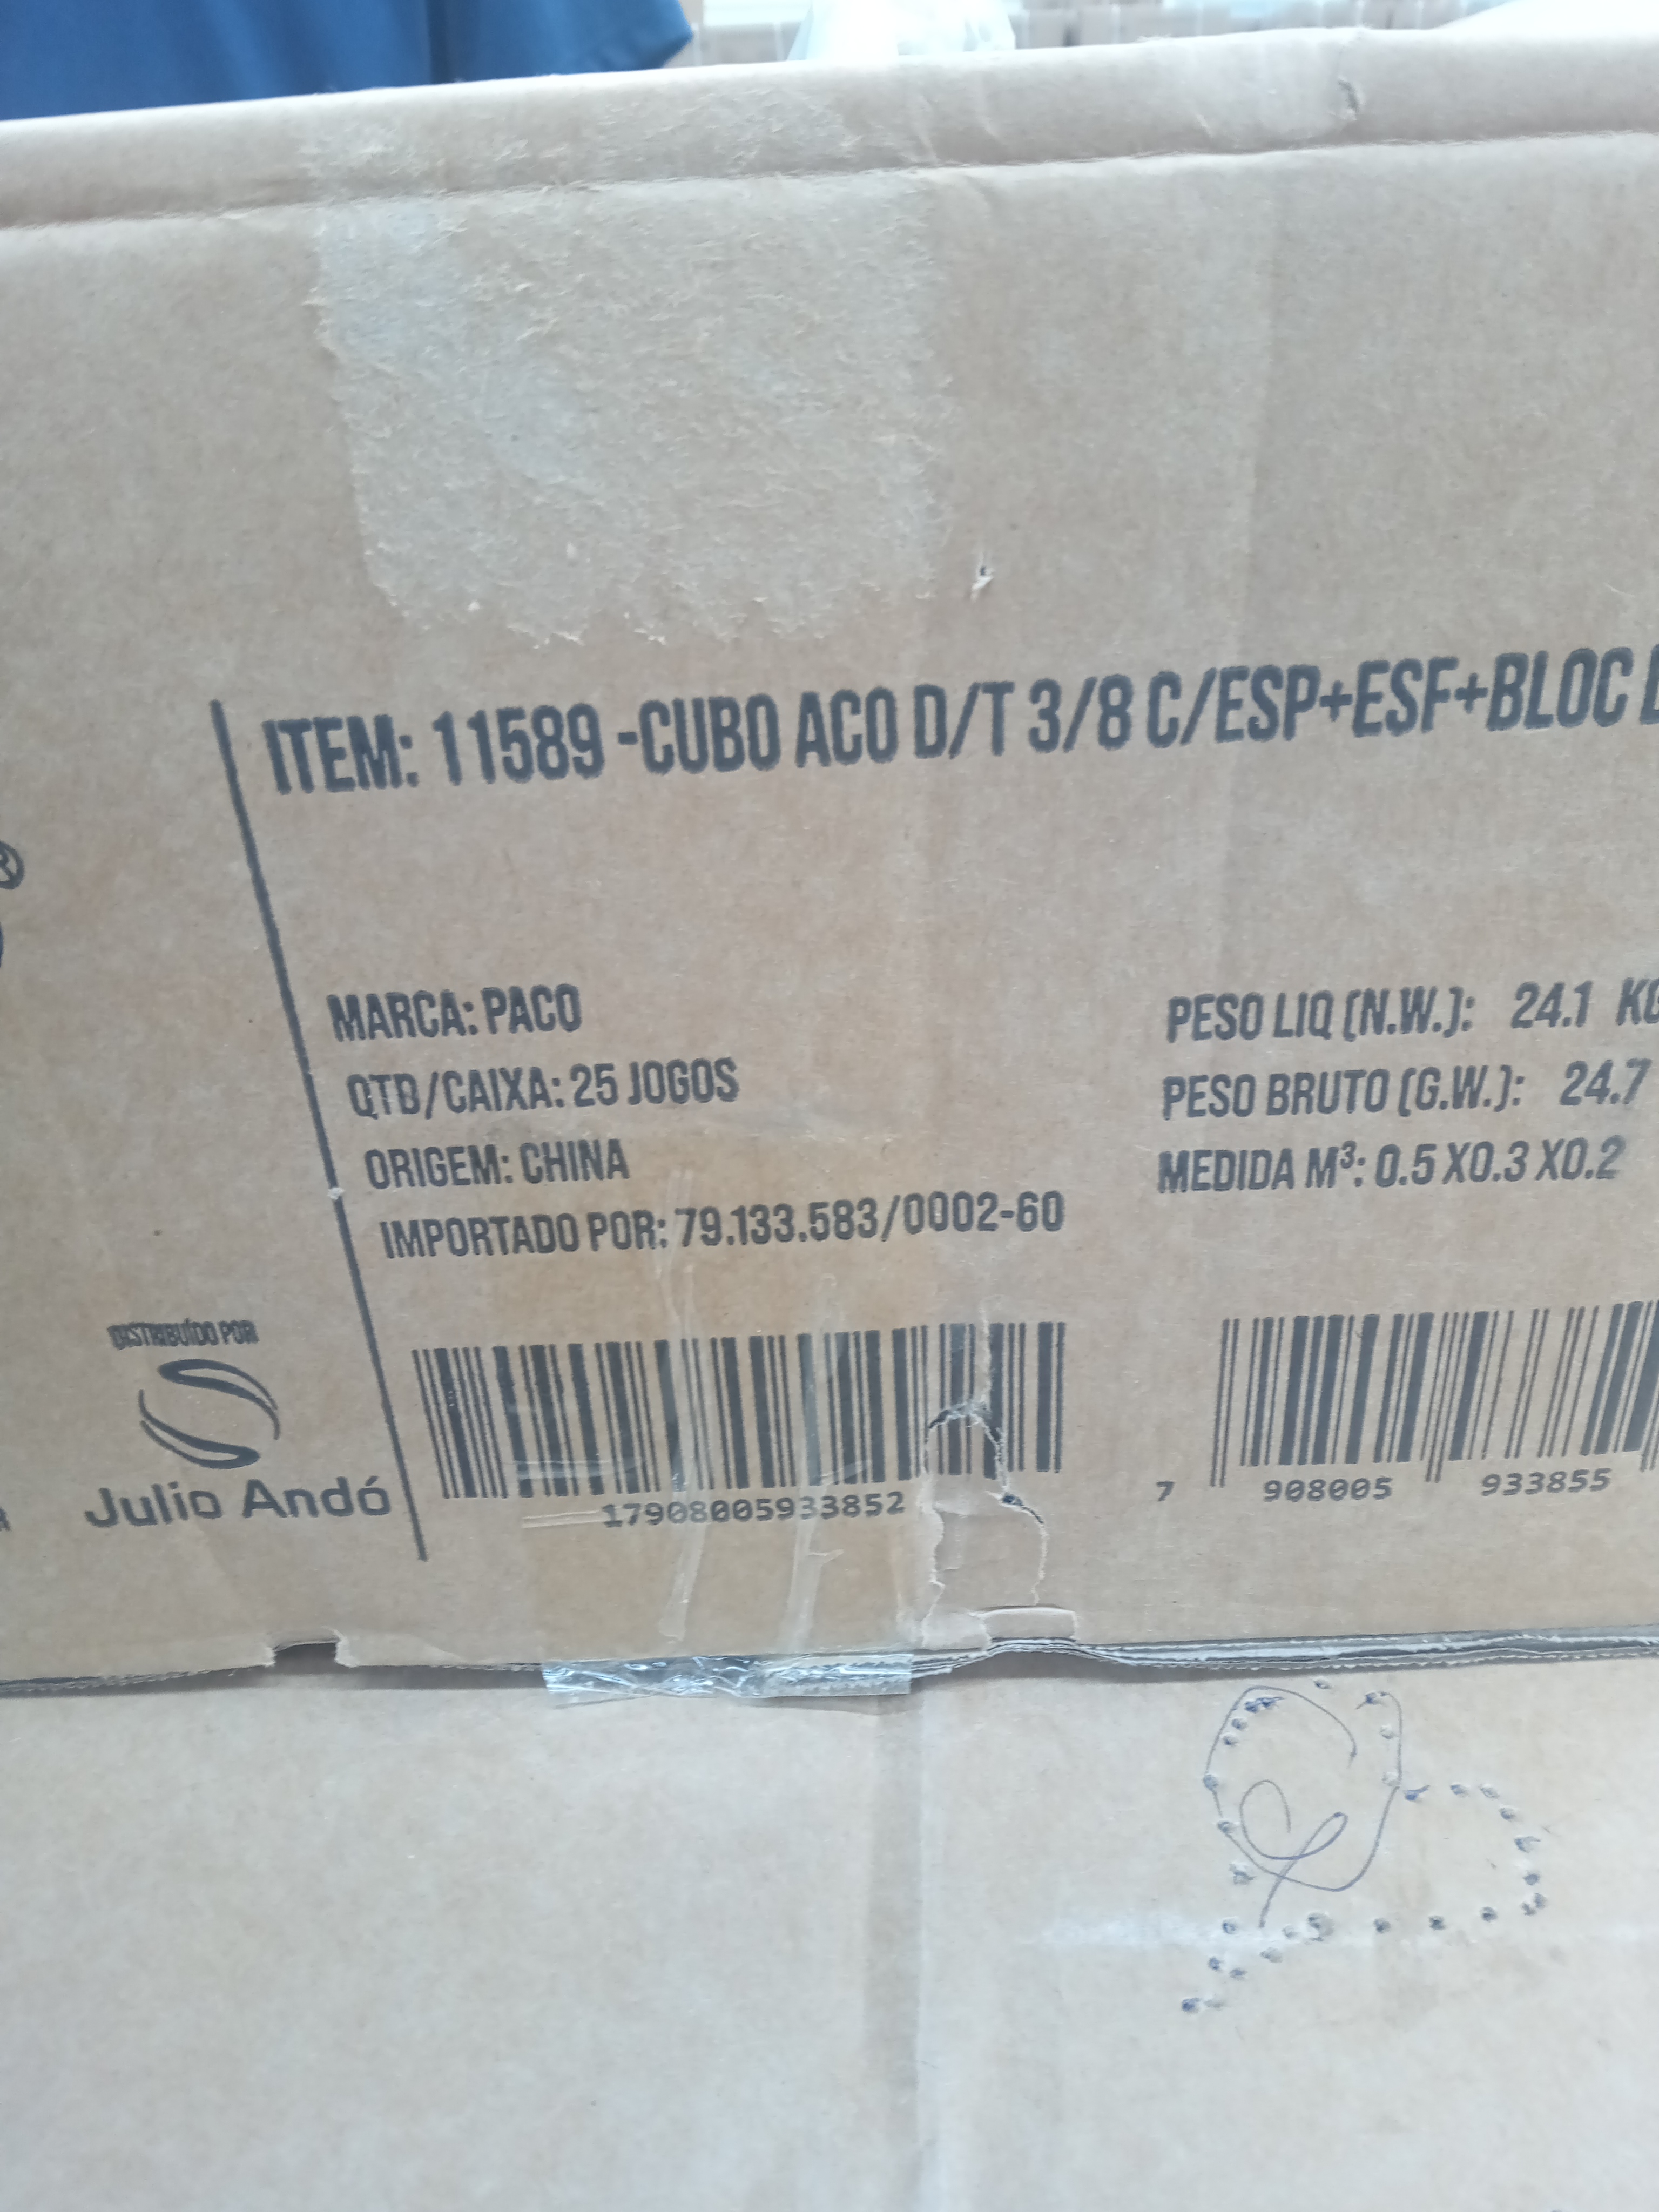 ITEM: 11589 -CUBO ACO D/T 3/8 C/ESP+ESF+BLOC
®
MARCA: PACO
QTD/CAIXA: 25 JOGOS
ORIGEM: CHINA
IMPORTADO POR: 79.133.583/0002-60
PESO LIQ (N.W.): 24.1 KG
PESO BRUTO (G.W.): 24.7
MEDIDA M³: 0.5 X0.3 X0.2
DISTRIBUÍDO POR
Julio Andó
17908005933852
7 908005 933855